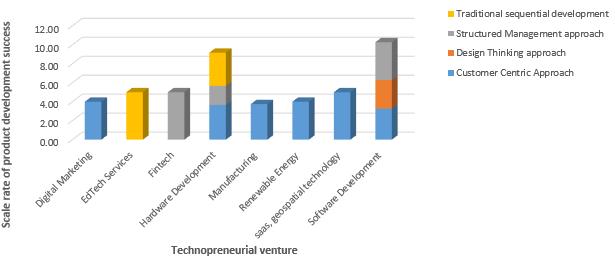 Scale rate of product development success
12.00
10.00
8.00
6.00
4.00
2.00
0.00
Digital Marketing
EdTech Services
Fintech
Hardware Development
Manufacturing
Renewable Energy
saas, geospatial technology
Software Development
Technopreneurial venture
Traditional sequential development
Structured Management approach
Design Thinking approach
Customer Centric Approach